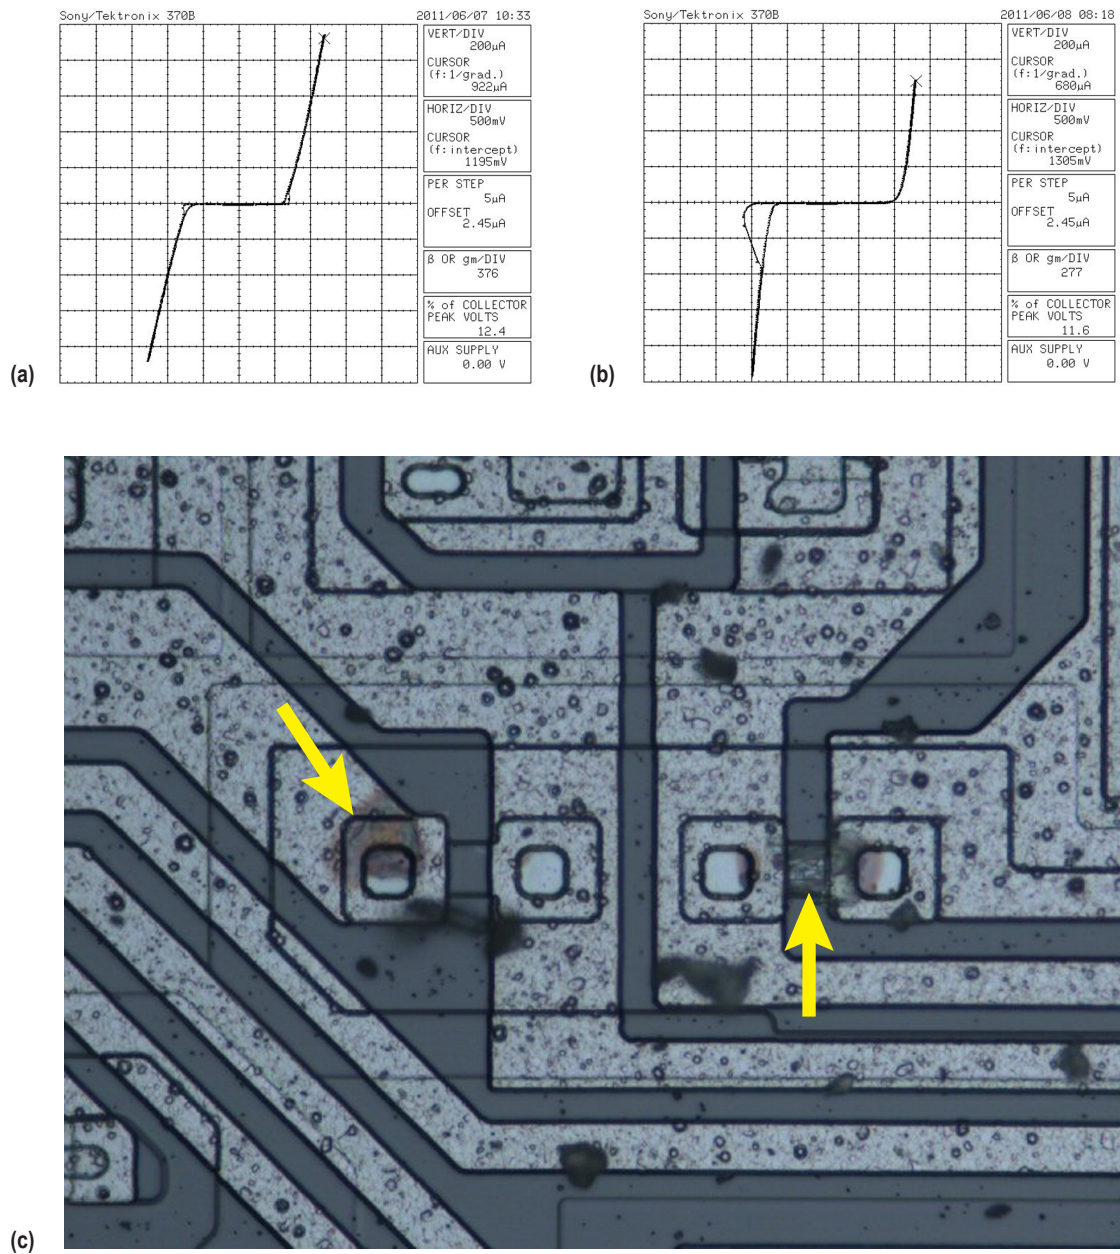 Sony/Tektronix 370B 2011/06/07 10:33
VERT/DIV
200µA
CURSOR
(f:1/grad.)
922µA
HORIZ/DIV
500mV
CURSOR
(f:intercept)
1195mV
PER STEP
5µA
OFFSET
2.45µA
β OR gm/DIV
376
% of COLLECTOR
PEAK VOLTS
12.4
AUX SUPPLY
0.00 V
(a)
Sony/Tektronix 370B 2011/06/08 08:18
VERT/DIV
200µA
CURSOR
(f:1/grad.)
680µA
HORIZ/DIV
500mV
CURSOR
(f:intercept)
1305mV
PER STEP
5µA
OFFSET
2.45µA
β OR gm/DIV
277
% of COLLECTOR
PEAK VOLTS
11.6
AUX SUPPLY
0.00 V
(b)
(c)